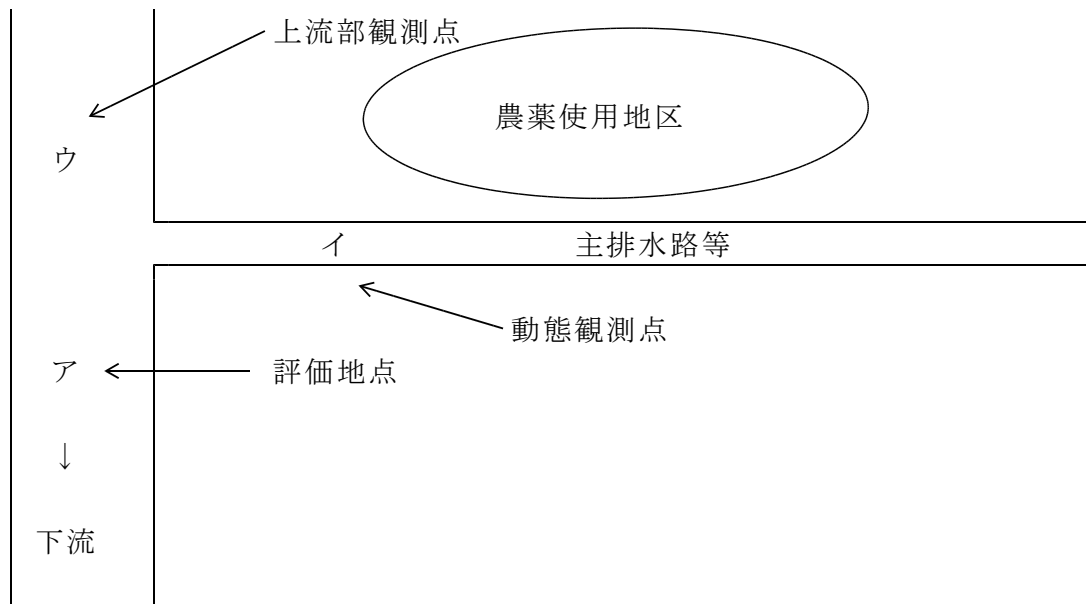 上流部観測点
農薬使用地区
ウ
イ 主排水路等
動態観測点
ア 評価地点
↓
下流